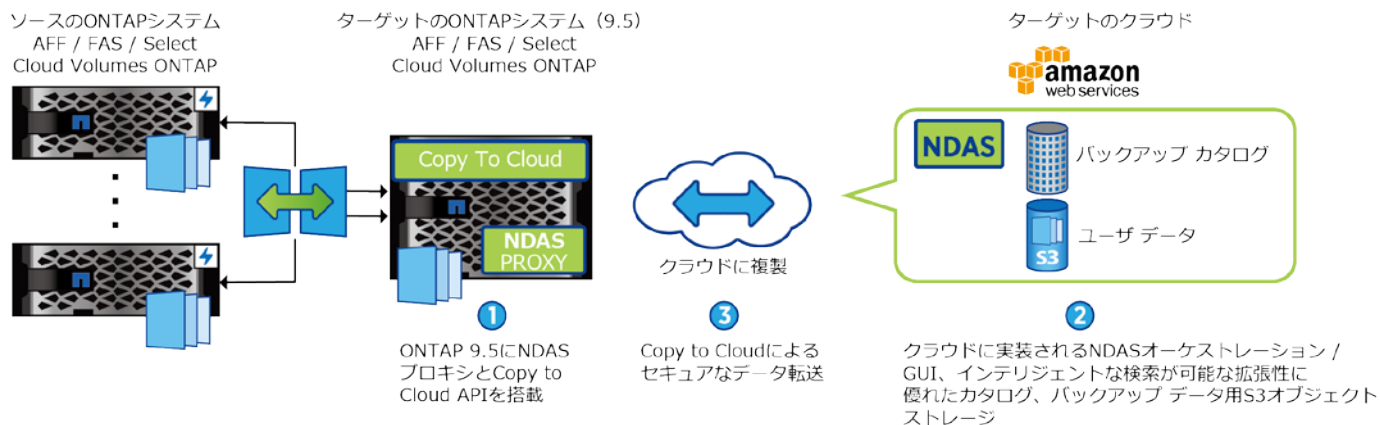 ソースのONTAPシステム
AFF / FAS / Select
Cloud Volumes ONTAP
ターゲットのONTAPシステム（9.5）
AFF / FAS / Select
Cloud Volumes ONTAP
Copy To Cloud
NDAS
PROXY
①
ONTAP 9.5にNDAS
プロキシとCopy to
Cloud APIを搭載
クラウドに複製
③
Copy to Cloudによる
セキュアなデータ転送
ターゲットのクラウド
amazon
web services
NDAS
バックアップ カタログ
ユーザ データ
S3
②
クラウドに実装されるNDASオーケストレーション /
GUI、インテリジェントな検索が可能な拡張性に
優れたカタログ、バックアップ データ用S3オブジェクト
ストレージ